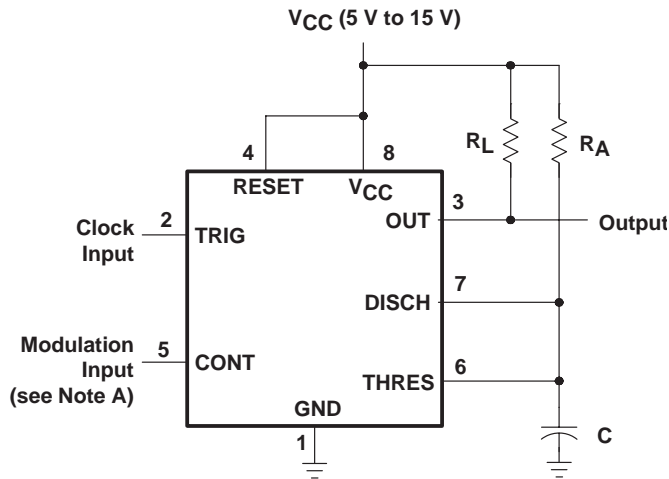 VCC (5 V to 15 V)
RL
RA
4
8
RESET
VCC
3
2
OUT
Output
Clock
Input
TRIG
7
DISCH
Modulation
Input
(see Note A)
5
CONT
6
THRES
GND
1
C